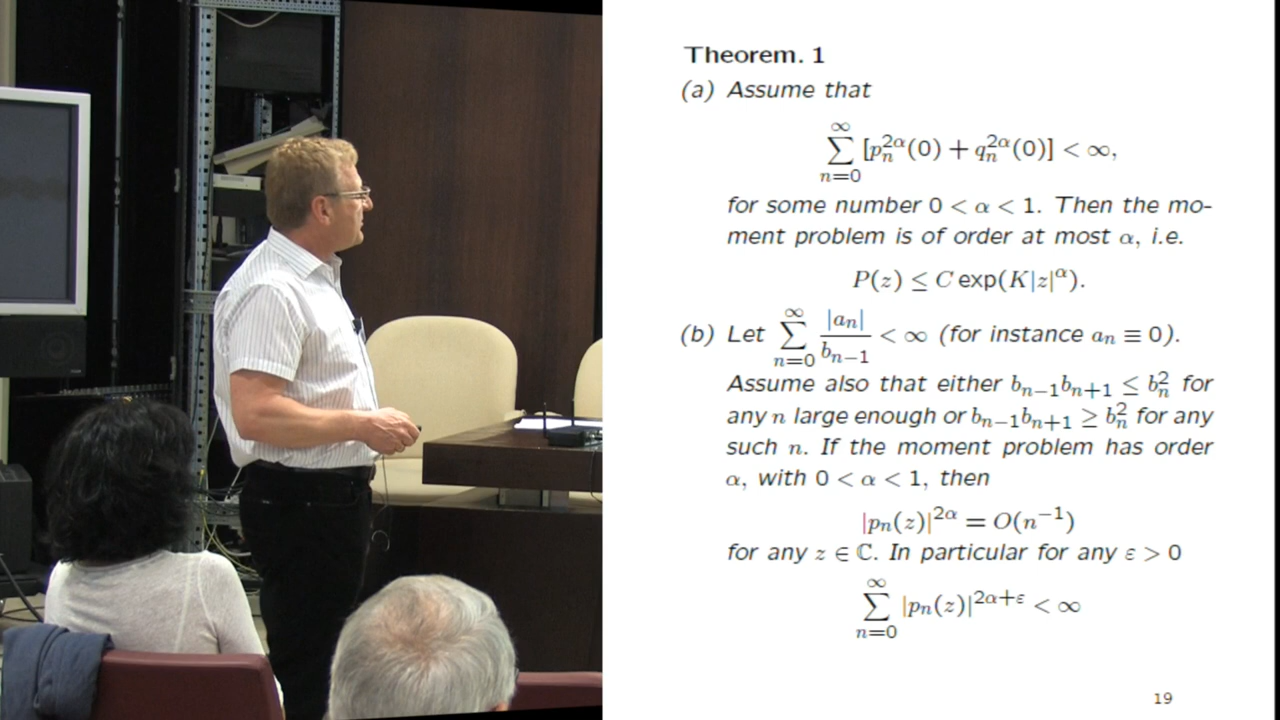 Theorem. 1
(a) Assume that
∞
∑ [p_n^{2α}(0) + q_n^{2α}(0)] < ∞,
n=0
for some number 0 < α < 1. Then the mo-
ment problem is of order at most α, i.e.
P(z) ≤ C exp(K|z|^α).
(b) Let ∑_{n=0}^{∞} |a_n|/b_{n−1} < ∞ (for instance a_n ≡ 0).
Assume also that either b_{n−1}b_{n+1} ≤ b_n^2 for
any n large enough or b_{n−1}b_{n+1} ≥ b_n^2 for any
such n. If the moment problem has order
α, with 0 < α < 1, then
|p_n(z)|^{2α} = O(n^{−1})
for any z ∈ ℂ. In particular for any ε > 0
∞
∑ |p_n(z)|^{2α+ε} < ∞
n=0
19